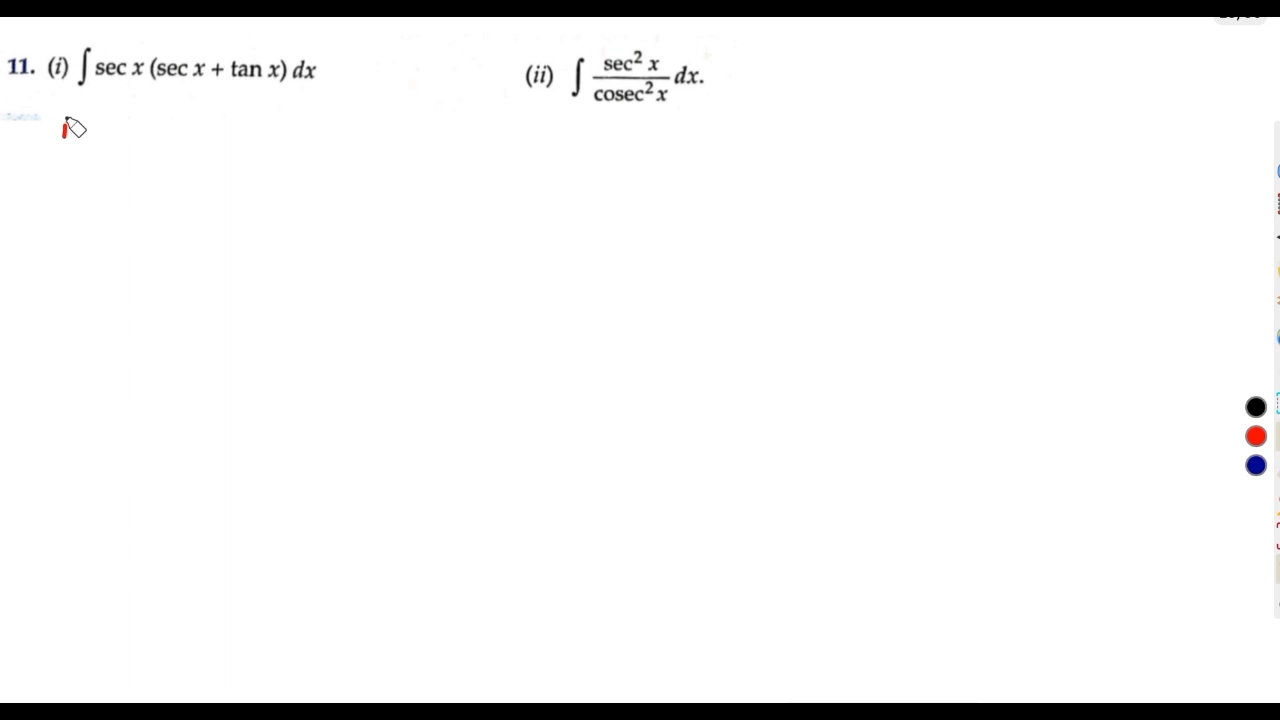 11. (i) ∫ sec x (sec x + tan x) dx (ii) ∫ sec² x / cosec² x dx.